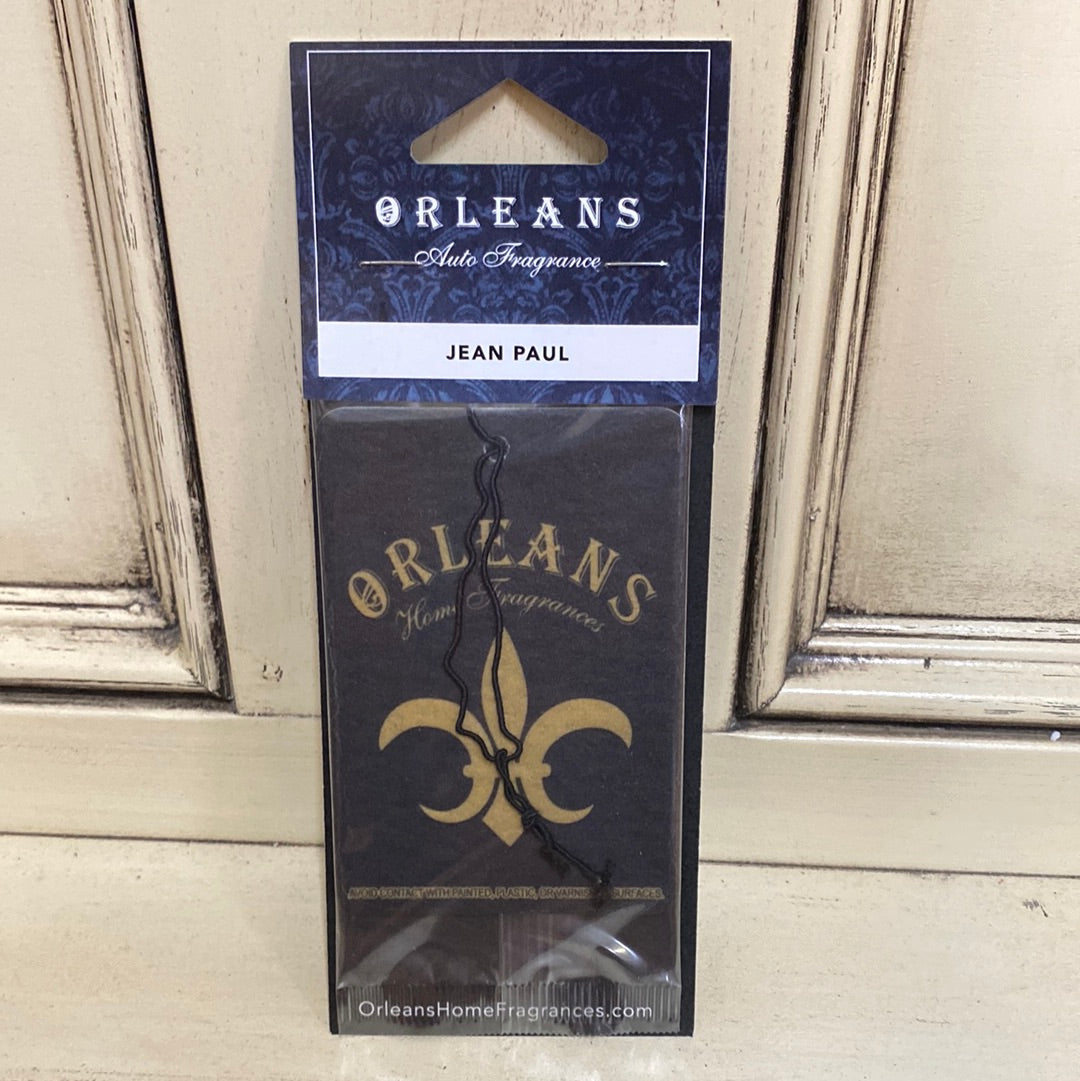 ORLEANS
Auto Fragrance
JEAN PAUL
ORLEANS
Home Fragrances
AVOID CONTACT WITH PAINTED, PLASTIC, OR VARNISHED SURFACES.
OrleansHomeFragrances.com